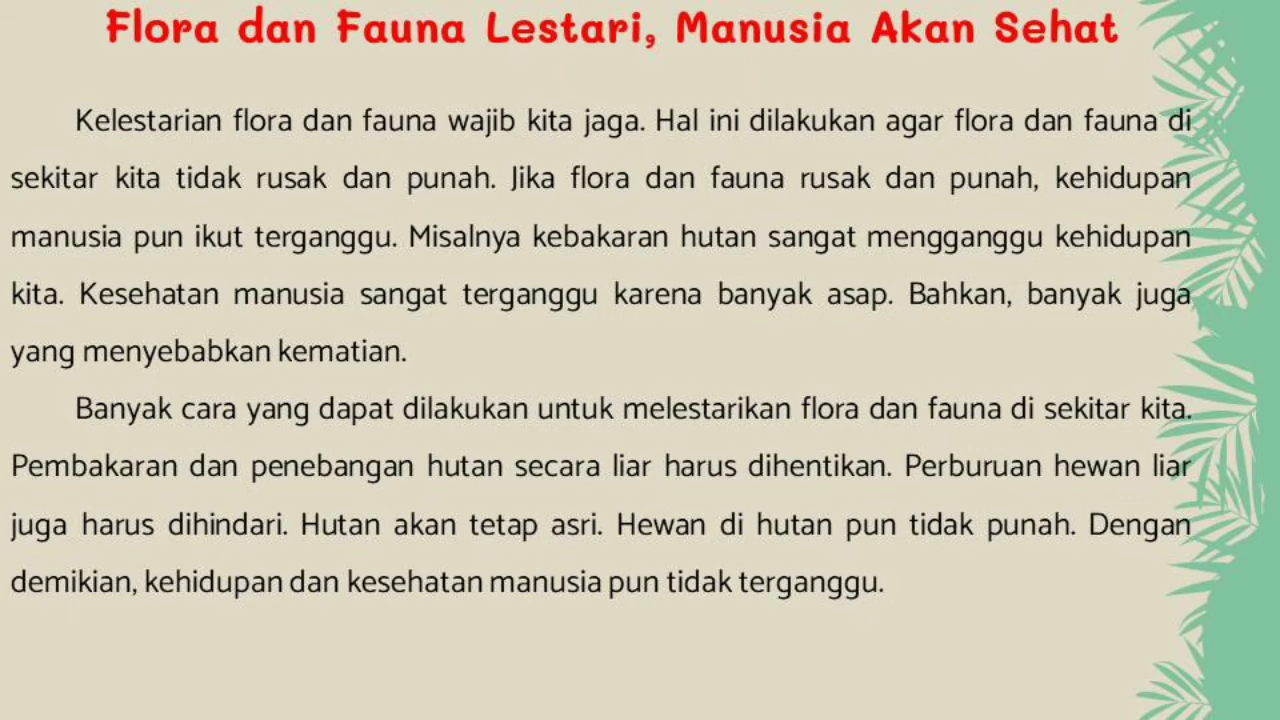 Flora dan Fauna Lestari, Manusia Akan Sehat
Kelestarian flora dan fauna wajib kita jaga. Hal ini dilakukan agar flora dan fauna di
sekitar kita tidak rusak dan punah. Jika flora dan fauna rusak dan punah, kehidupan
manusia pun ikut terganggu. Misalnya kebakaran hutan sangat mengganggu kehidupan
kita. Kesehatan manusia sangat terganggu karena banyak asap. Bahkan, banyak juga
yang menyebabkan kematian.
Banyak cara yang dapat dilakukan untuk melestarikan flora dan fauna di sekitar kita.
Pembakaran dan penebangan hutan secara liar harus dihentikan. Perburuan hewan liar
juga harus dihindari. Hutan akan tetap asri. Hewan di hutan pun tidak punah. Dengan
demikian, kehidupan dan kesehatan manusia pun tidak terganggu.